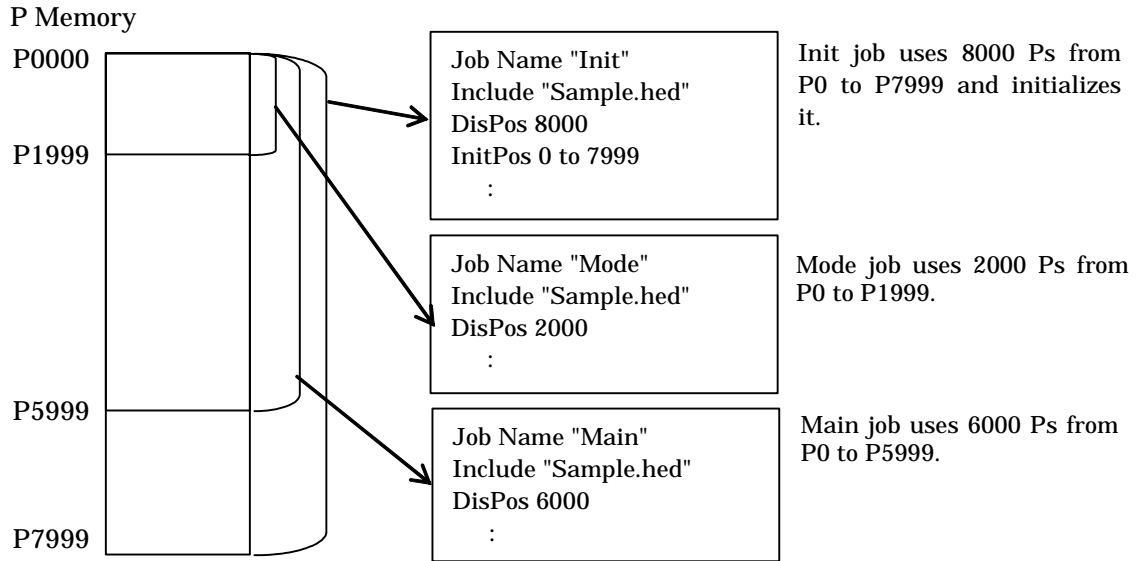 P Memory
P0000
P1999
P5999
P7999
Job Name "Init"
Include "Sample.hed"
DisPos 8000
InitPos 0 to 7999
:
Init job uses 8000 Ps from
P0 to P7999 and initializes
it.
Job Name "Mode"
Include "Sample.hed"
DisPos 2000
:
Mode job uses 2000 Ps from
P0 to P1999.
Job Name "Main"
Include "Sample.hed"
DisPos 6000
:
Main job uses 6000 Ps from
P0 to P5999.